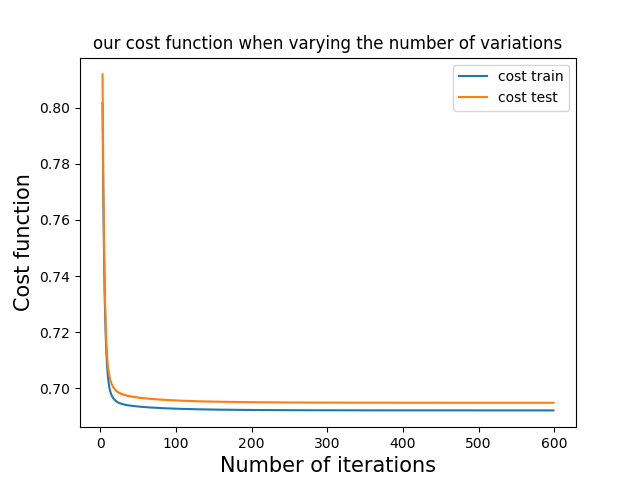 our cost function when varying the number of variations
cost train
cost test
Cost function
0.80
0.78
0.76
0.74
0.72
0.70
0 100 200 300 400 500 600
Number of iterations